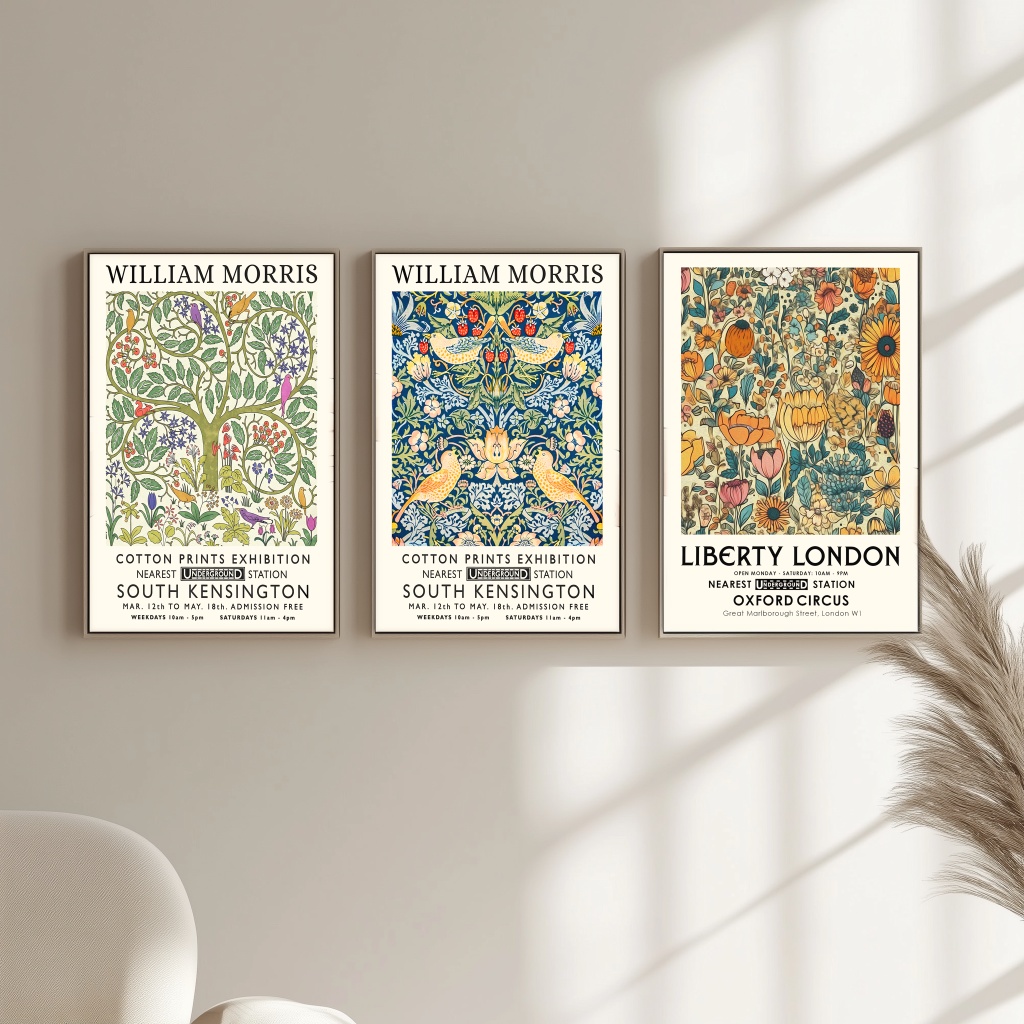 WILLIAM MORRIS
COTTON PRINTS EXHIBITION
NEAREST UNDERGROUND STATION
SOUTH KENSINGTON
MAR. 12th TO MAY. 18th. ADMISSION FREE
WEEKDAYS 10am - 5pm SATURDAYS 11am - 4pm
WILLIAM MORRIS
COTTON PRINTS EXHIBITION
NEAREST UNDERGROUND STATION
SOUTH KENSINGTON
MAR. 12th TO MAY. 18th. ADMISSION FREE
WEEKDAYS 10am - 5pm SATURDAYS 11am - 4pm
LIBERTY LONDON
OPEN MONDAY - SATURDAY: 10AM - 9PM
NEAREST UNDERGROUND STATION
OXFORD CIRCUS
Great Marlborough Street, London W1